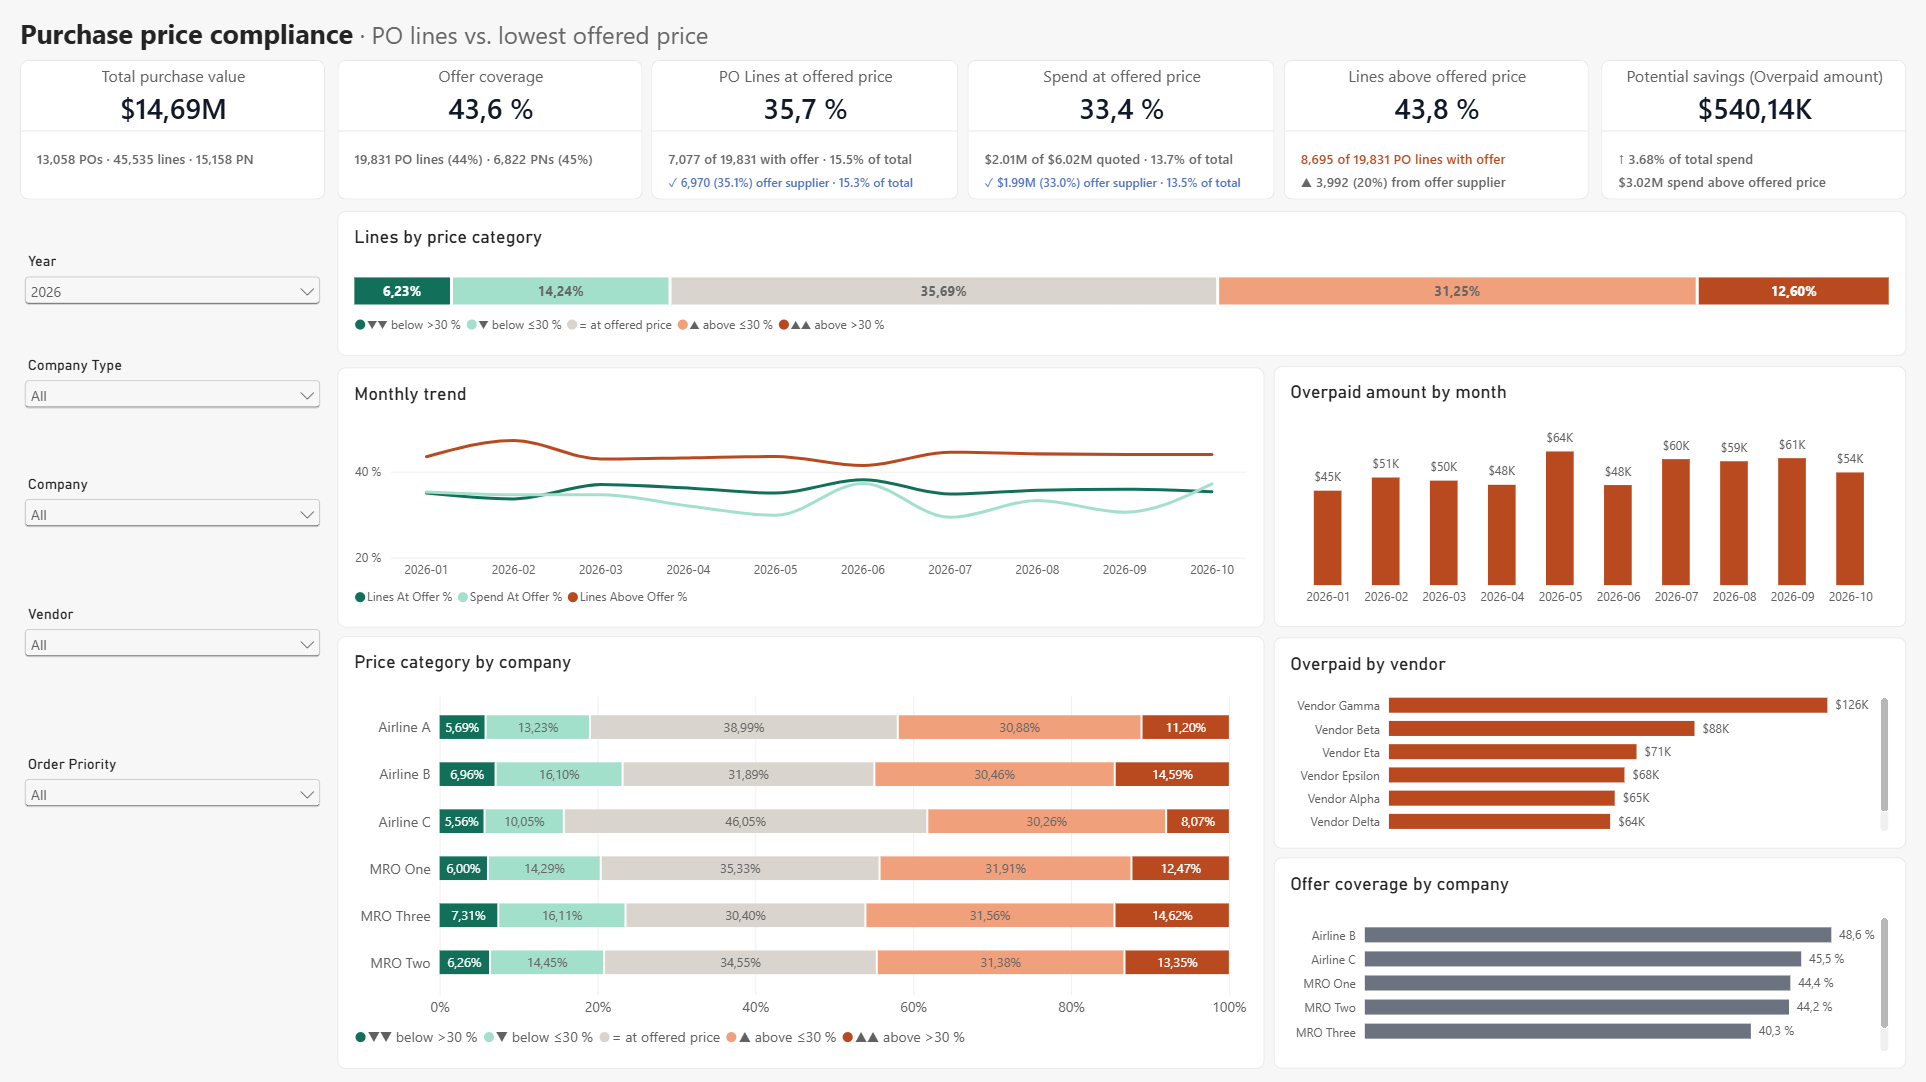 Purchase price compliance · PO lines vs. lowest offered price
Total purchase value
$14,69M
13,058 POs · 45,535 lines · 15,158 PN
Offer coverage
43,6 %
19,831 PO lines (44%) · 6,822 PNs (45%)
PO Lines at offered price
35,7 %
7,077 of 19,831 with offer · 15.5% of total
✓ 6,970 (35.1%) offer supplier · 15.3% of total
Spend at offered price
33,4 %
$2.01M of $6.02M quoted · 13.7% of total
✓ $1.99M (33.0%) offer supplier · 13.5% of total
Lines above offered price
43,8 %
8,695 of 19,831 PO lines with offer
▲ 3,992 (20%) from offer supplier
Potential savings (Overpaid amount)
$540,14K
↑ 3.68% of total spend
$3.02M spend above offered price
Year
2026
Company Type
All
Company
All
Vendor
All
Order Priority
All
Lines by price category
6,23% 14,24% 35,69% 31,25% 12,60%
▼▼ below >30 % ▼ below ≤30 % = at offered price ▲ above ≤30 % ▲▲ above >30 %
Monthly trend
40 %
20 %
2026-01 2026-02 2026-03 2026-04 2026-05 2026-06 2026-07 2026-08 2026-09 2026-10
Lines At Offer % Spend At Offer % Lines Above Offer %
Overpaid amount by month
$45K $51K $50K $48K $64K $48K $60K $59K $61K $54K
2026-01 2026-02 2026-03 2026-04 2026-05 2026-06 2026-07 2026-08 2026-09 2026-10
Price category by company
Airline A 5,69% 13,23% 38,99% 30,88% 11,20%
Airline B 6,96% 16,10% 31,89% 30,46% 14,59%
Airline C 5,56% 10,05% 46,05% 30,26% 8,07%
MRO One 6,00% 14,29% 35,33% 31,91% 12,47%
MRO Three 7,31% 16,11% 30,40% 31,56% 14,62%
MRO Two 6,26% 14,45% 34,55% 31,38% 13,35%
0% 20% 40% 60% 80% 100%
▼▼ below >30 % ▼ below ≤30 % = at offered price ▲ above ≤30 % ▲▲ above >30 %
Overpaid by vendor
Vendor Gamma $126K
Vendor Beta $88K
Vendor Eta $71K
Vendor Epsilon $68K
Vendor Alpha $65K
Vendor Delta $64K
Offer coverage by company
Airline B 48,6 %
Airline C 45,5 %
MRO One 44,4 %
MRO Two 44,2 %
MRO Three 40,3 %